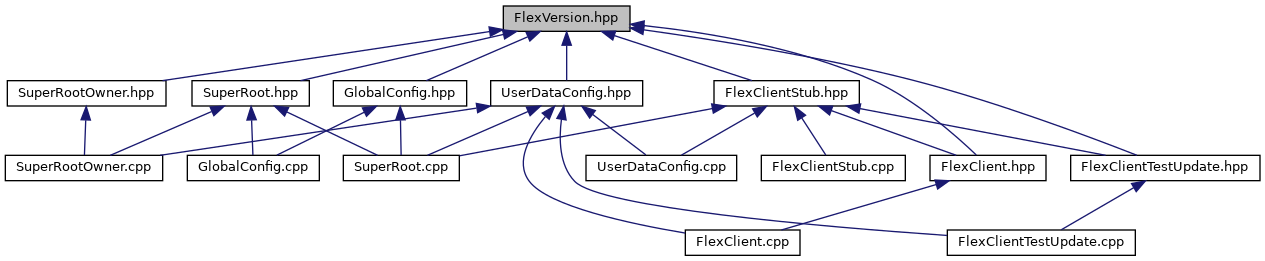 FlexVersion.hpp
SuperRootOwner.hpp
SuperRoot.hpp
GlobalConfig.hpp
UserDataConfig.hpp
FlexClientStub.hpp
SuperRootOwner.cpp
GlobalConfig.cpp
SuperRoot.cpp
UserDataConfig.cpp
FlexClientStub.cpp
FlexClient.hpp
FlexClientTestUpdate.hpp
FlexClient.cpp
FlexClientTestUpdate.cpp